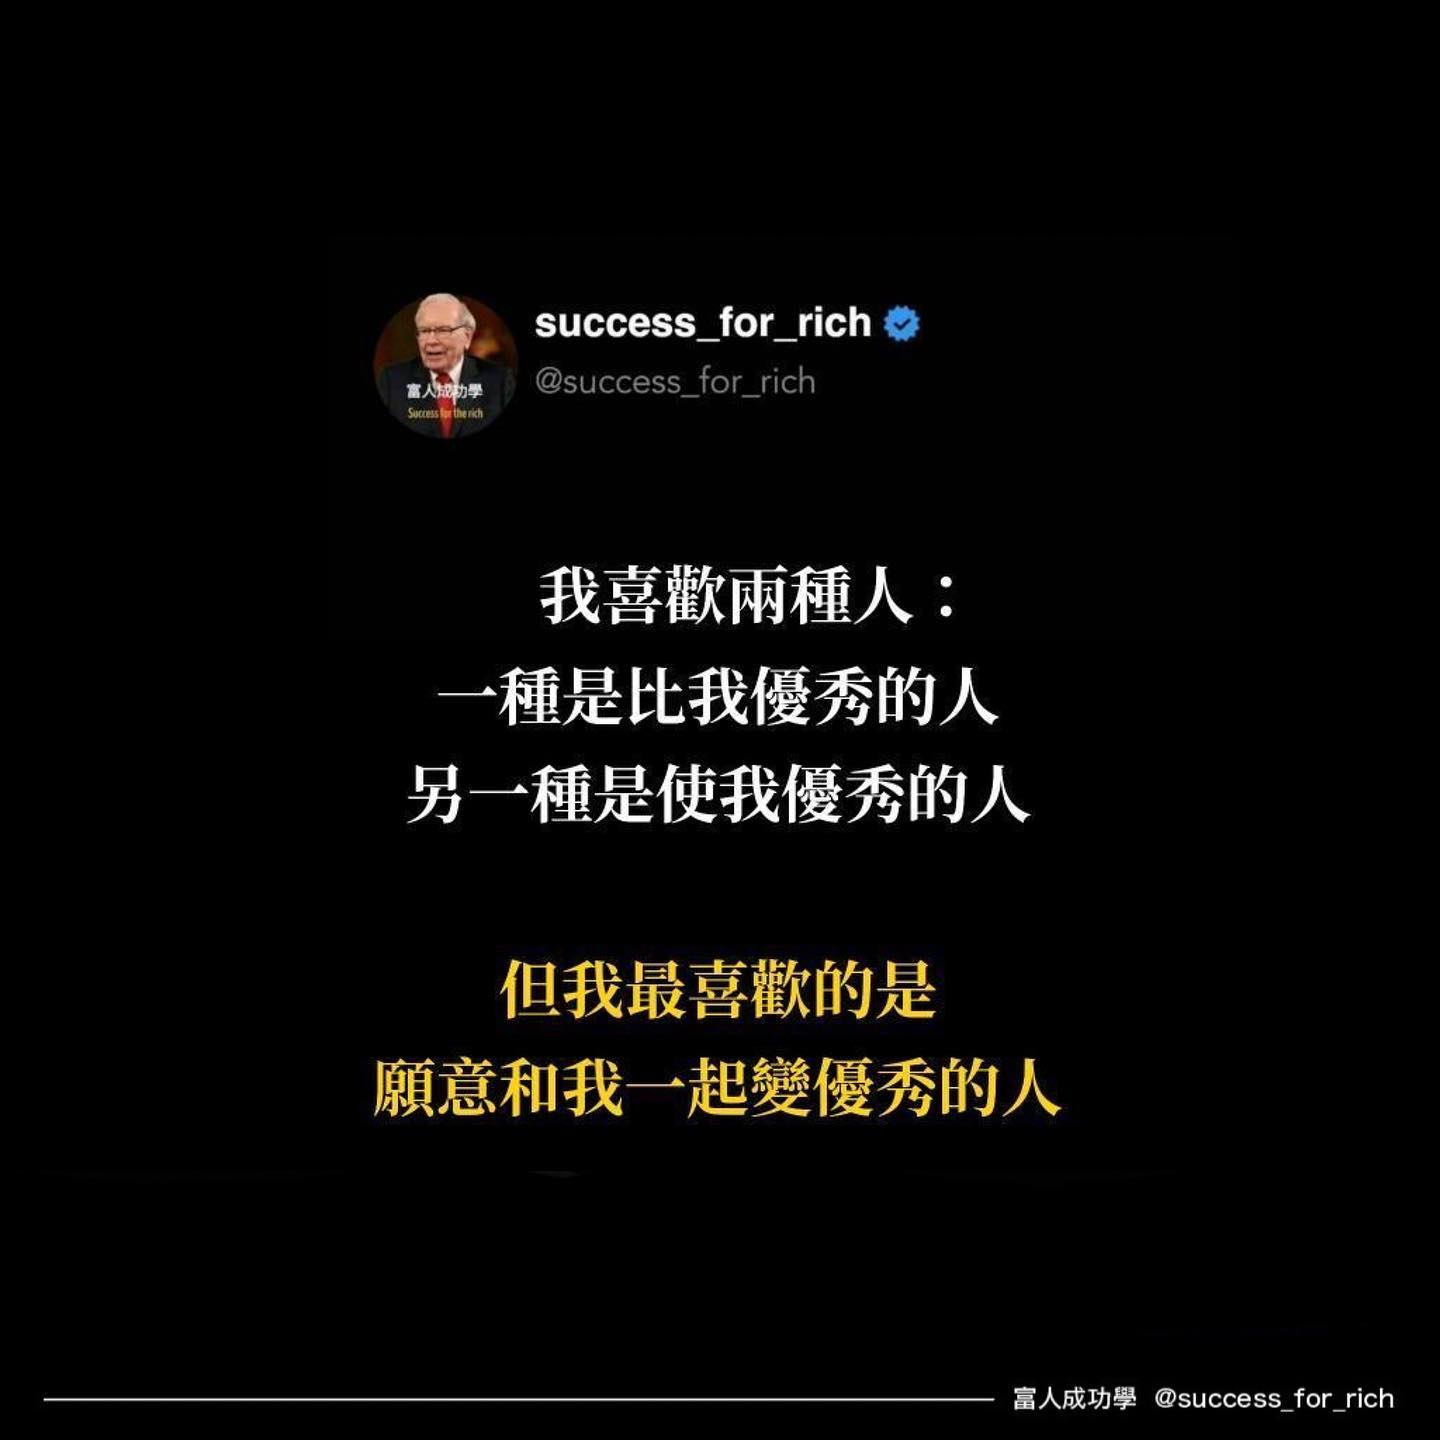 success_for_rich
@success_for_rich
富人成功學
Success for the rich
我喜歡兩種人：
一種是比我優秀的人
另一種是使我優秀的人
但我最喜歡的是
願意和我一起變優秀的人
富人成功學 @success_for_rich